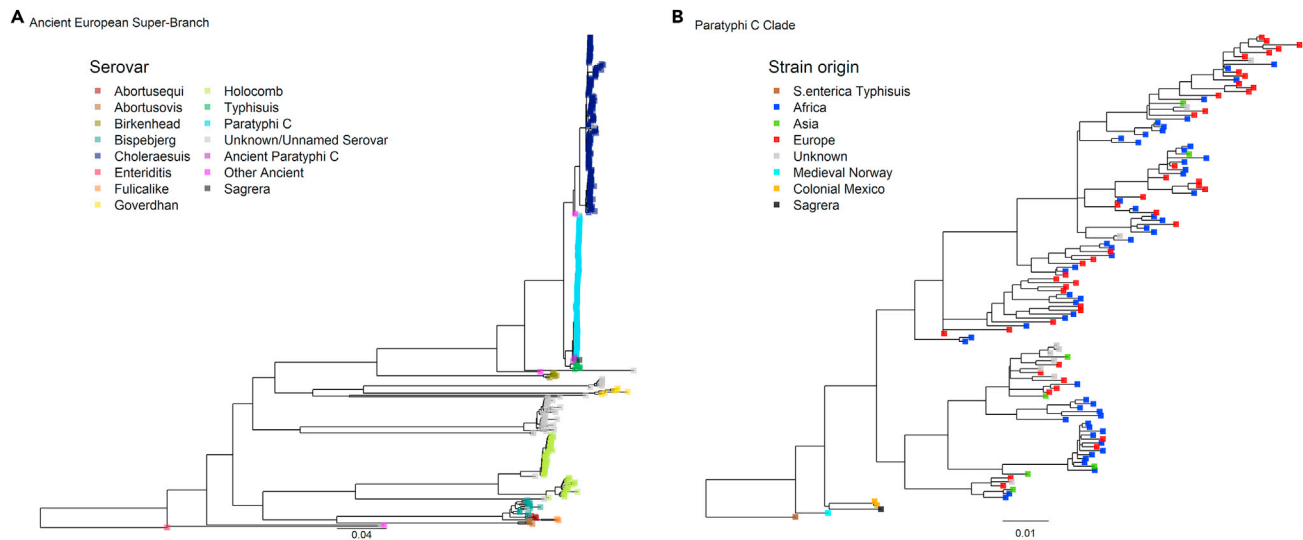 A Ancient European Super-Branch
Serovar
Abortusequi
Abortusovis
Birkenhead
Bispebjerg
Choleraesuis
Enteriditis
Fulicalike
Goverdhan
Holocomb
Typhisuis
Paratyphi C
Unknown/Unnamed Serovar
Ancient Paratyphi C
Other Ancient
Sagrera
0.04
B Paratyphi C Clade
Strain origin
S.enterica Typhisuis
Africa
Asia
Europe
Unknown
Medieval Norway
Colonial Mexico
Sagrera
0.01